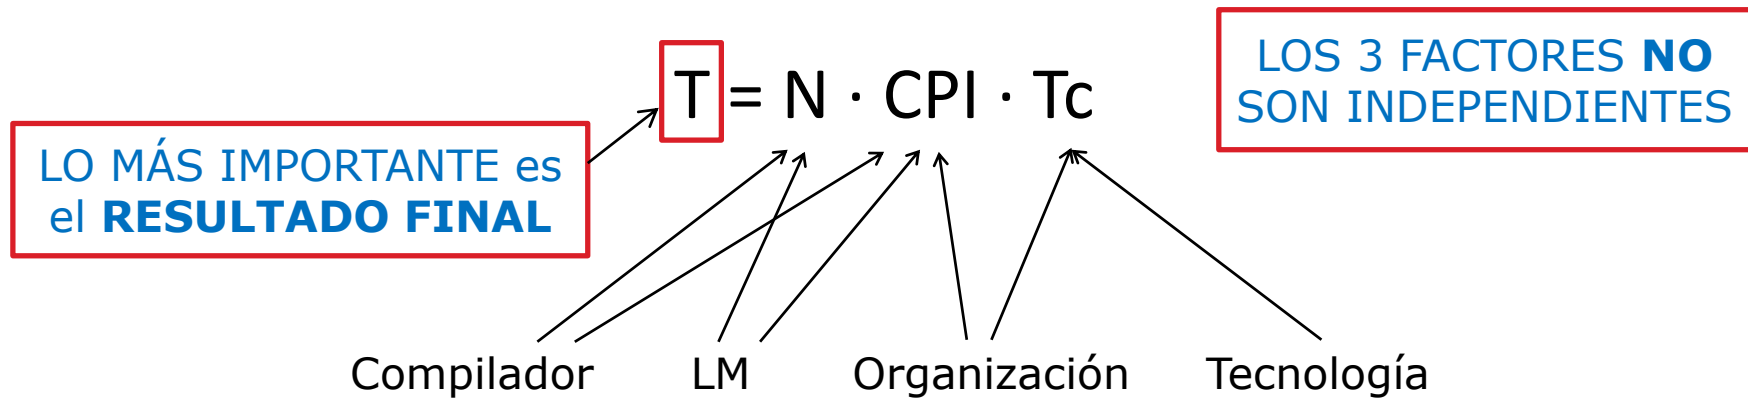 T = N · CPI · Tc
LOS 3 FACTORES NO
SON INDEPENDIENTES
LO MÁS IMPORTANTE es
el RESULTADO FINAL
Compilador LM Organización Tecnología